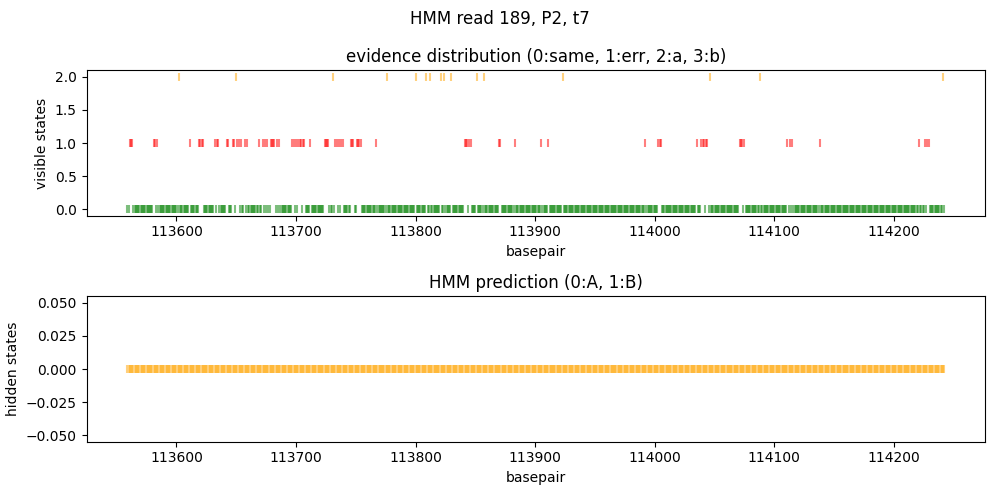 HMM read 189, P2, t7
evidence distribution (0:same, 1:err, 2:a, 3:b)
visible states
2.0
1.5
1.0
0.5
0.0
113600 113700 113800 113900 114000 114100 114200
basepair
HMM prediction (0:A, 1:B)
hidden states
0.050
0.025
0.000
−0.025
−0.050
113600 113700 113800 113900 114000 114100 114200
basepair